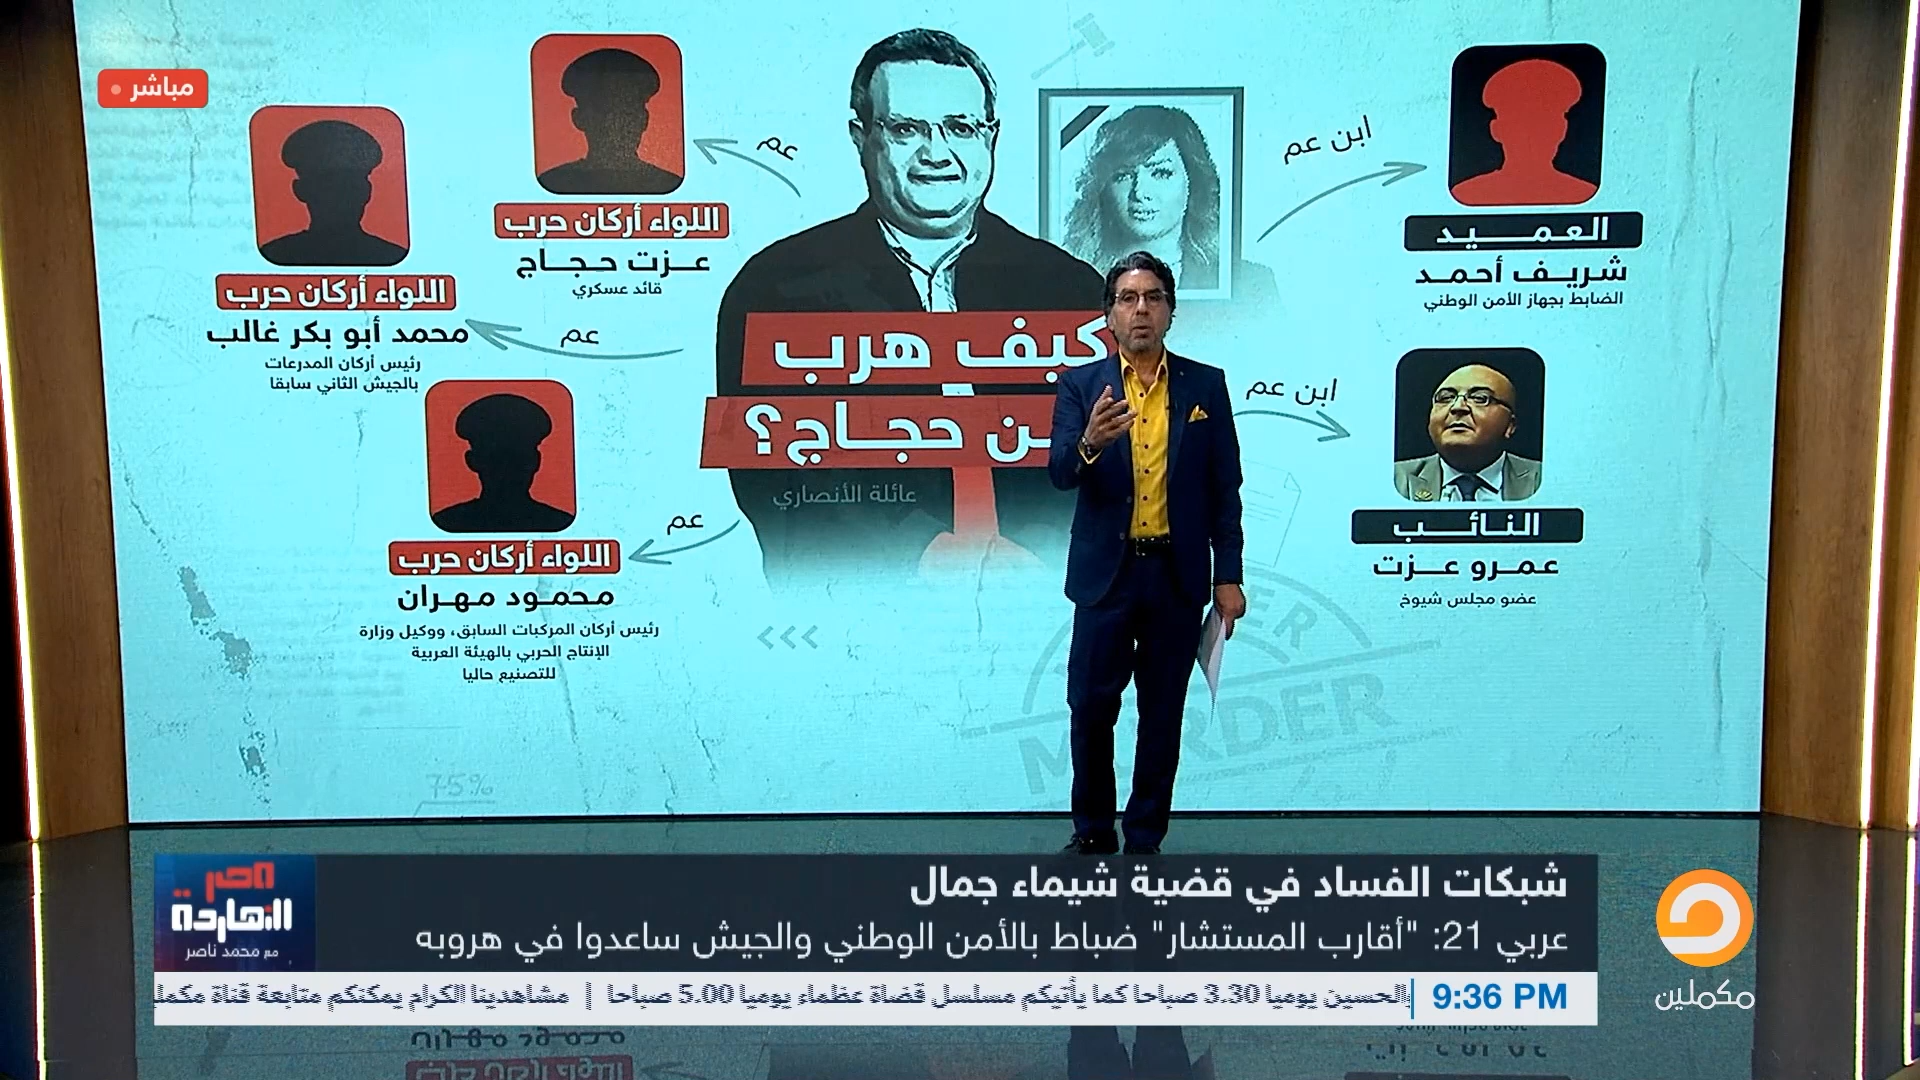 مباشر
عم
اللواء أركان حرب
عزت حجاج
قائد عسكري
عم
اللواء أركان حرب
محمد أبو بكر غالب
رئيس أركان المدرعات
بالجيش الثاني سابقا
عم
اللواء أركان حرب
محمود مهران
رئيس أركان المركبات السابق، ووكيل وزارة
الإنتاج الحربي بالهيئة العربية
للتصنيع حاليا
كيف هرب
حجاج؟
عائلة الأنصاري
ابن عم
العميد
شريف أحمد
الضابط بجهاز الأمن الوطني
ابن عم
النائب
عمرو عزت
عضو مجلس شيوخ
MURDER
75%
مصر
النهاردة
مع محمد ناصر
شبكات الفساد في قضية شيماء جمال
عربي 21: "أقارب المستشار" ضباط بالأمن الوطني والجيش ساعدوا في هروبه
9:36 PM
الحسين يوميا 3.30 صباحا كما يأتيكم مسلسل قضاة عظماء يوميا 5.00 صباحا | مشاهدينا الكرام يمكنكم متابعة قناة
مكملين